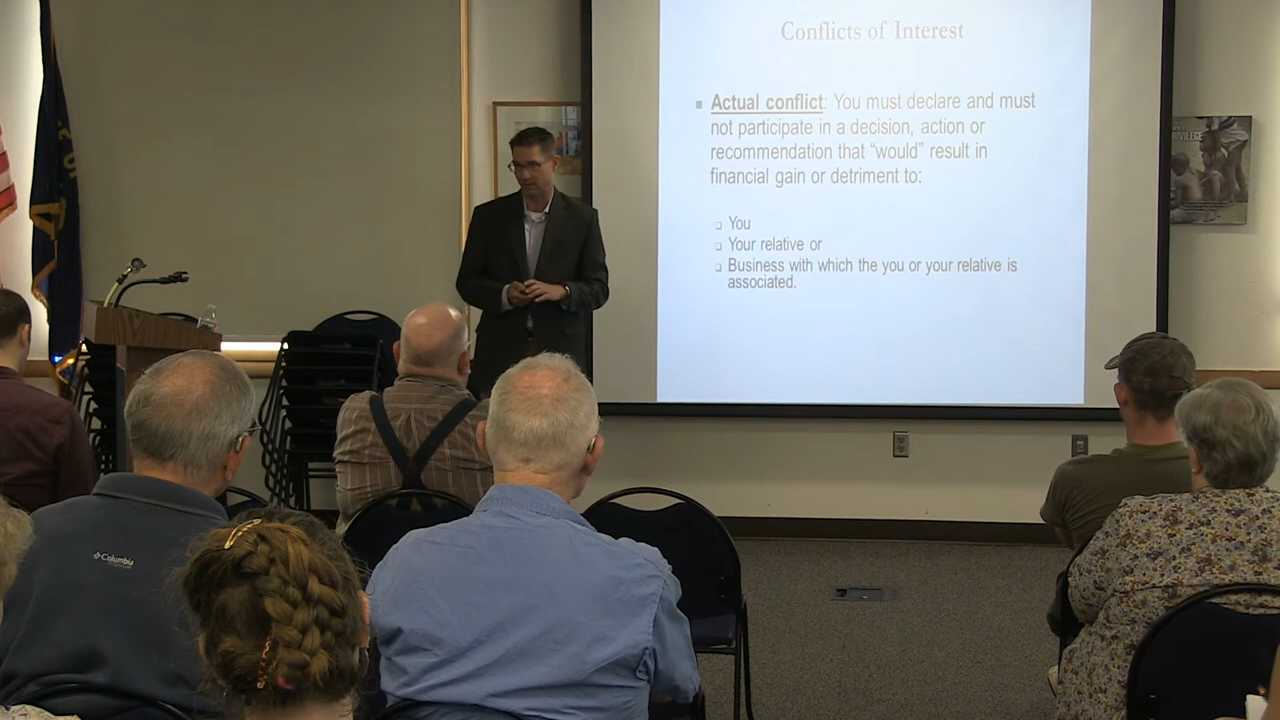 Conflicts of Interest
Actual conflict: You must declare and must
not participate in a decision, action or
recommendation that “would” result in
financial gain or detriment to:
You
Your relative or
Business with which the you or your relative is
associated.
Columbia